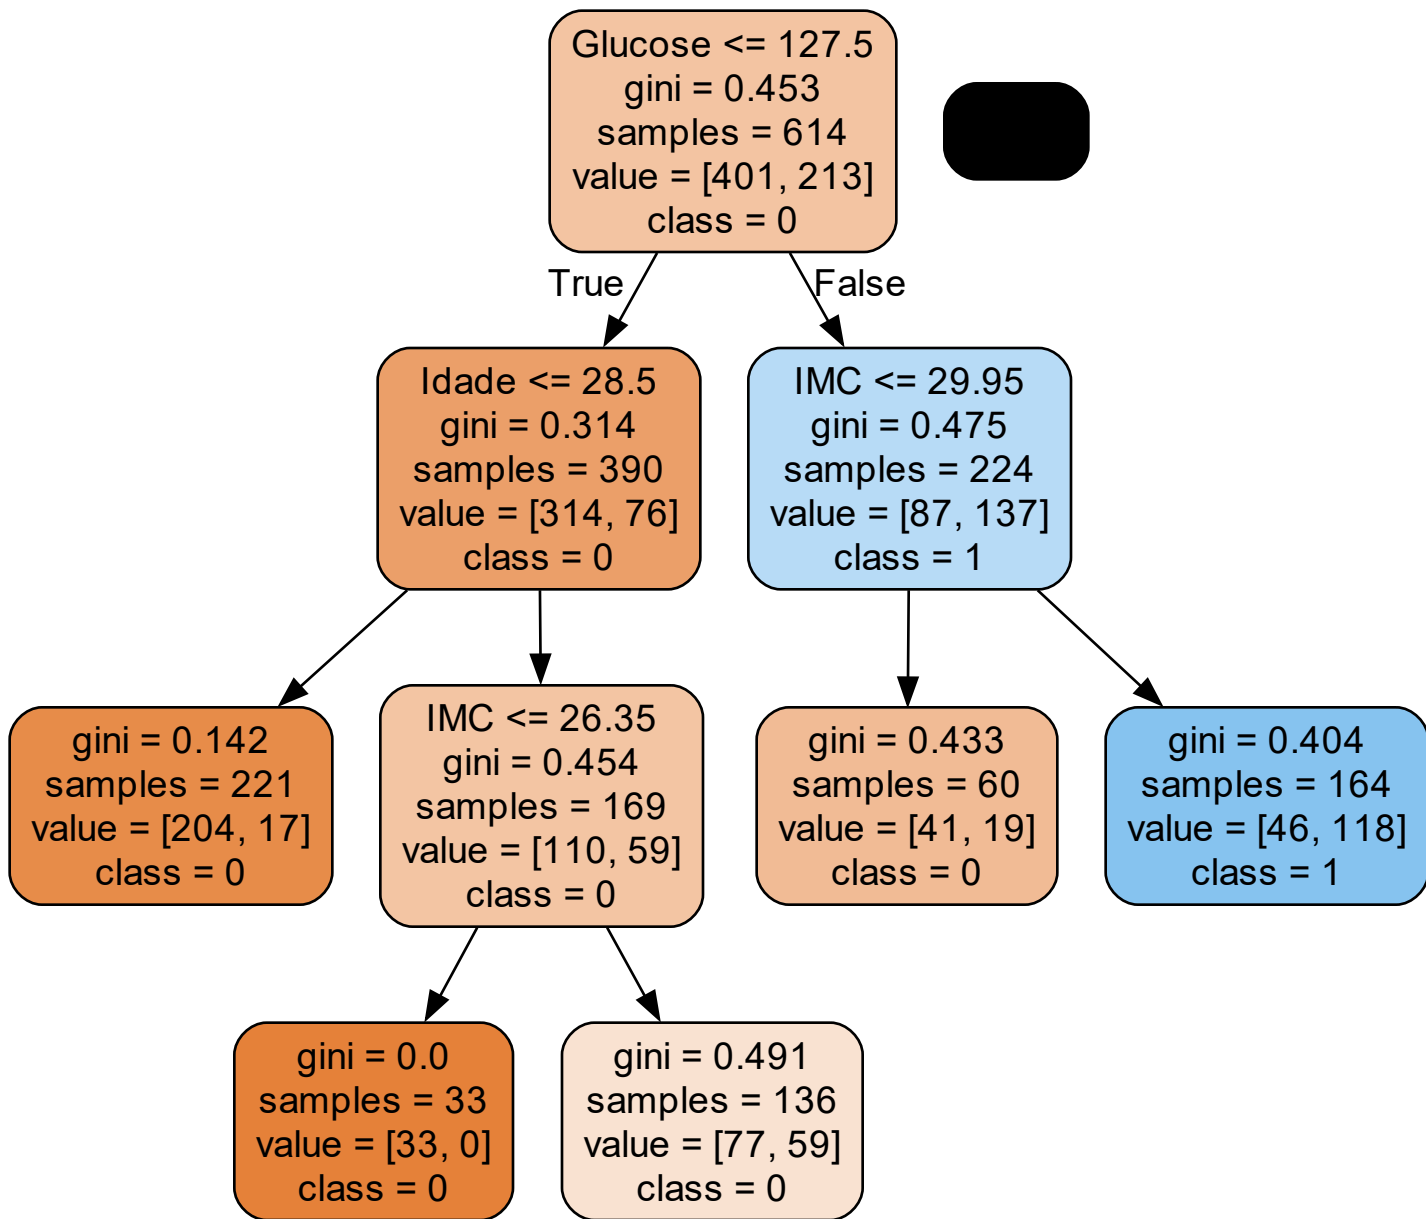 Glucose <= 127.5
gini = 0.453
samples = 614
value = [401, 213]
class = 0
True
False
Idade <= 28.5
gini = 0.314
samples = 390
value = [314, 76]
class = 0
IMC <= 29.95
gini = 0.475
samples = 224
value = [87, 137]
class = 1
gini = 0.142
samples = 221
value = [204, 17]
class = 0
IMC <= 26.35
gini = 0.454
samples = 169
value = [110, 59]
class = 0
gini = 0.433
samples = 60
value = [41, 19]
class = 0
gini = 0.404
samples = 164
value = [46, 118]
class = 1
gini = 0.0
samples = 33
value = [33, 0]
class = 0
gini = 0.491
samples = 136
value = [77, 59]
class = 0